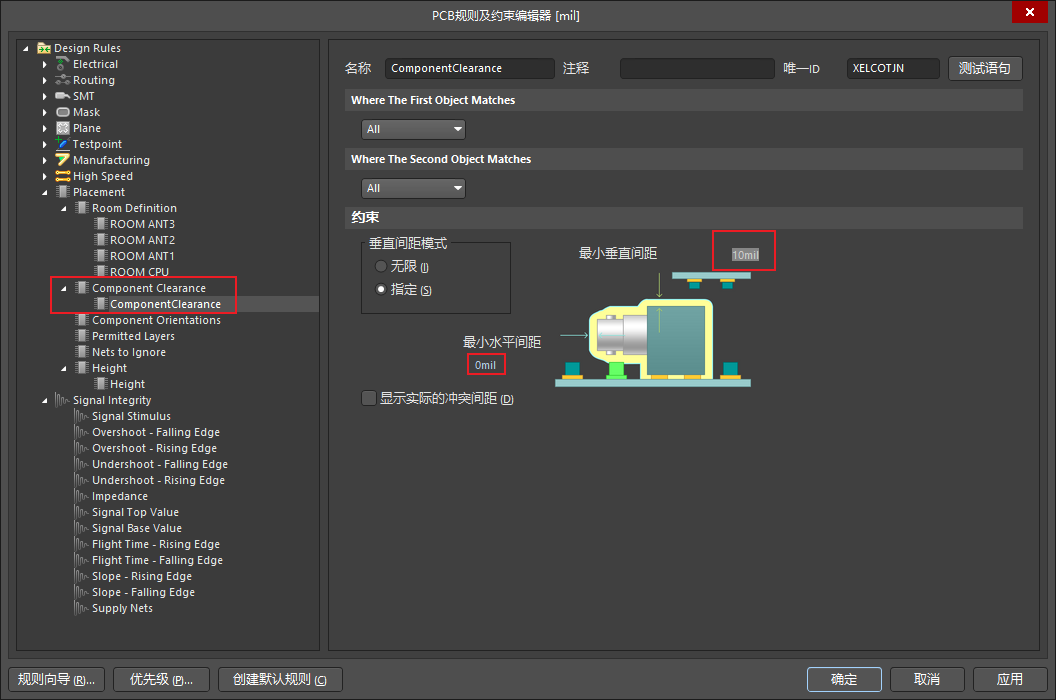 PCB规则及约束编辑器 [mil]
Design Rules
Electrical
Routing
SMT
Mask
Plane
Testpoint
Manufacturing
High Speed
Placement
Room Definition
ROOM ANT3
ROOM ANT2
ROOM ANT1
ROOM CPU
Component Clearance
ComponentClearance
Component Orientations
Permitted Layers
Nets to Ignore
Height
Height
Signal Integrity
Signal Stimulus
Overshoot - Falling Edge
Overshoot - Rising Edge
Undershoot - Falling Edge
Undershoot - Rising Edge
Impedance
Signal Top Value
Signal Base Value
Flight Time - Rising Edge
Flight Time - Falling Edge
Slope - Rising Edge
Slope - Falling Edge
Supply Nets
名称 ComponentClearance 注释 唯一ID XELCOTJN 测试语句
Where The First Object Matches
All
Where The Second Object Matches
All
约束
垂直间距模式
无限 (I)
指定 (S)
最小垂直间距 10mil
最小水平间距
0mil
显示实际的冲突间距 (D)
规则向导 (R)... 优先级 (P)... 创建默认规则 (C) 确定 取消 应用